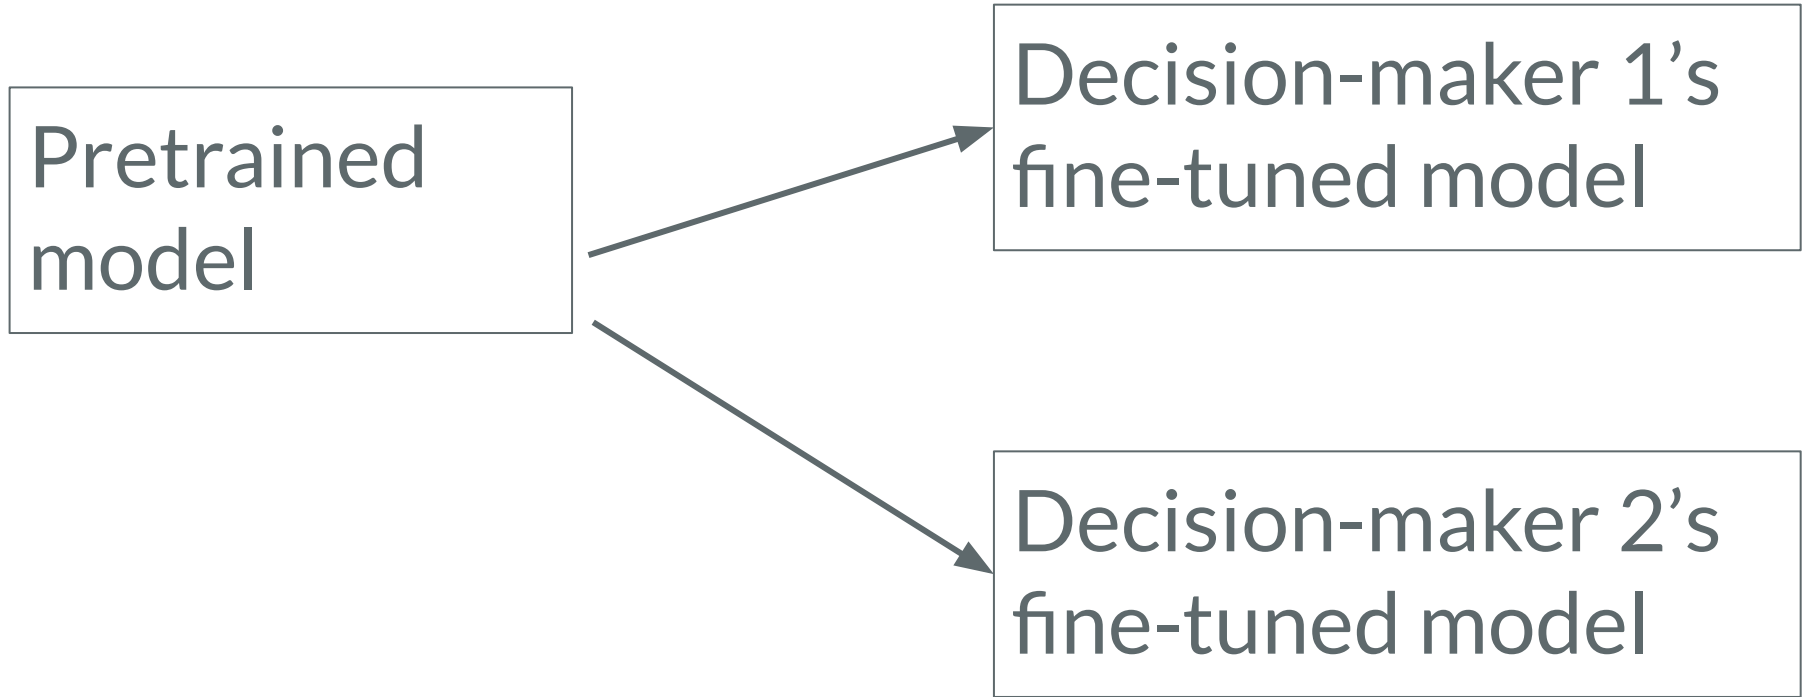 Pretrained
model
Decision-maker 1’s
fine-tuned model
Decision-maker 2’s
fine-tuned model